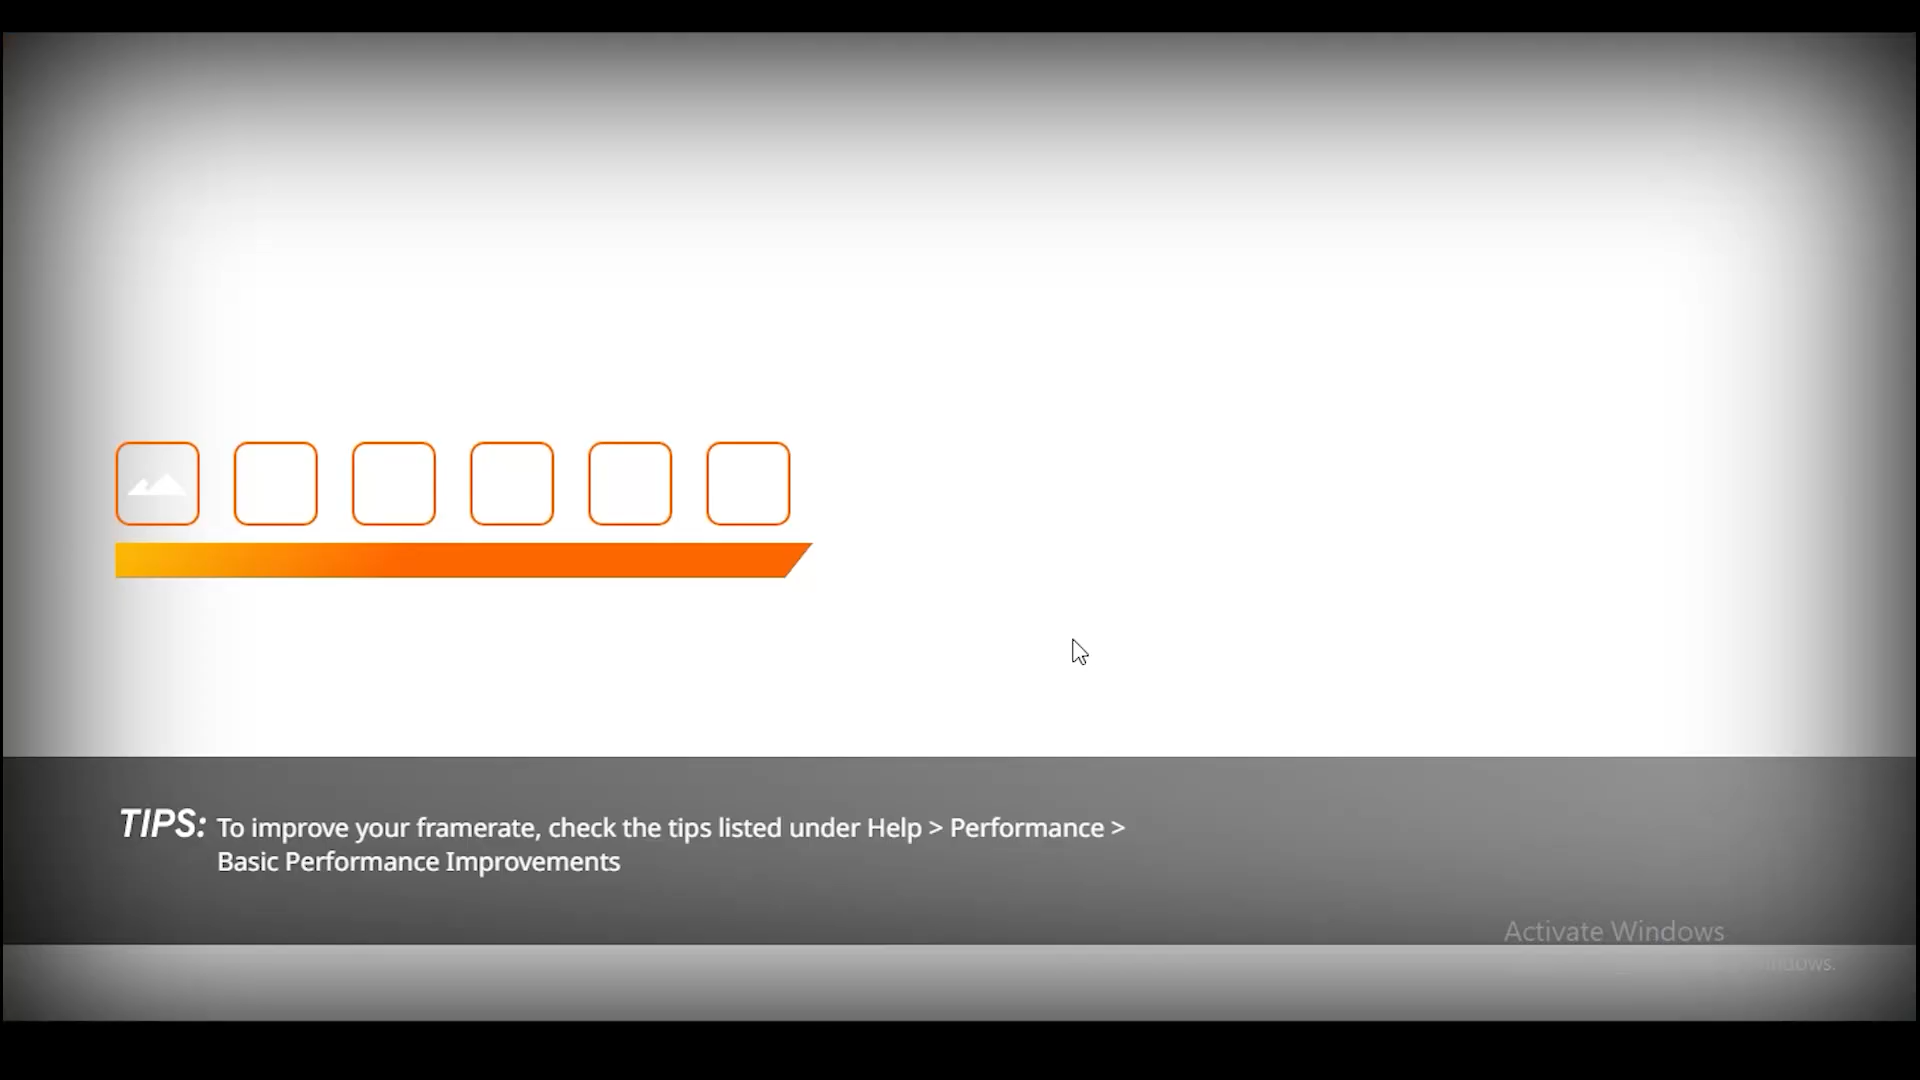 TIPS: To improve your framerate, check the tips listed under Help > Performance >
Basic Performance Improvements
Activate Windows